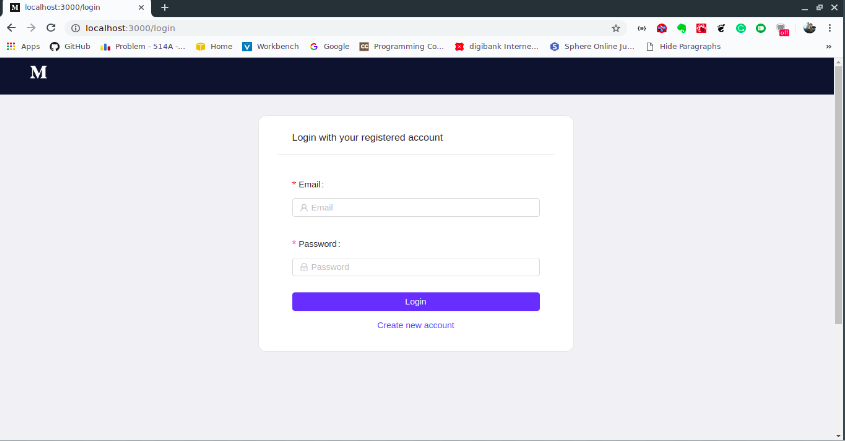 M localhost:3000/login
localhost:3000/login
Apps GitHub Problem - 514A -... Home Workbench Google CG Programming Co... digibank Interne... S Sphere Online Ju... Hide Paragraphs »
M
Login with your registered account
* Email :
Email
* Password :
Password
Login
Create new account